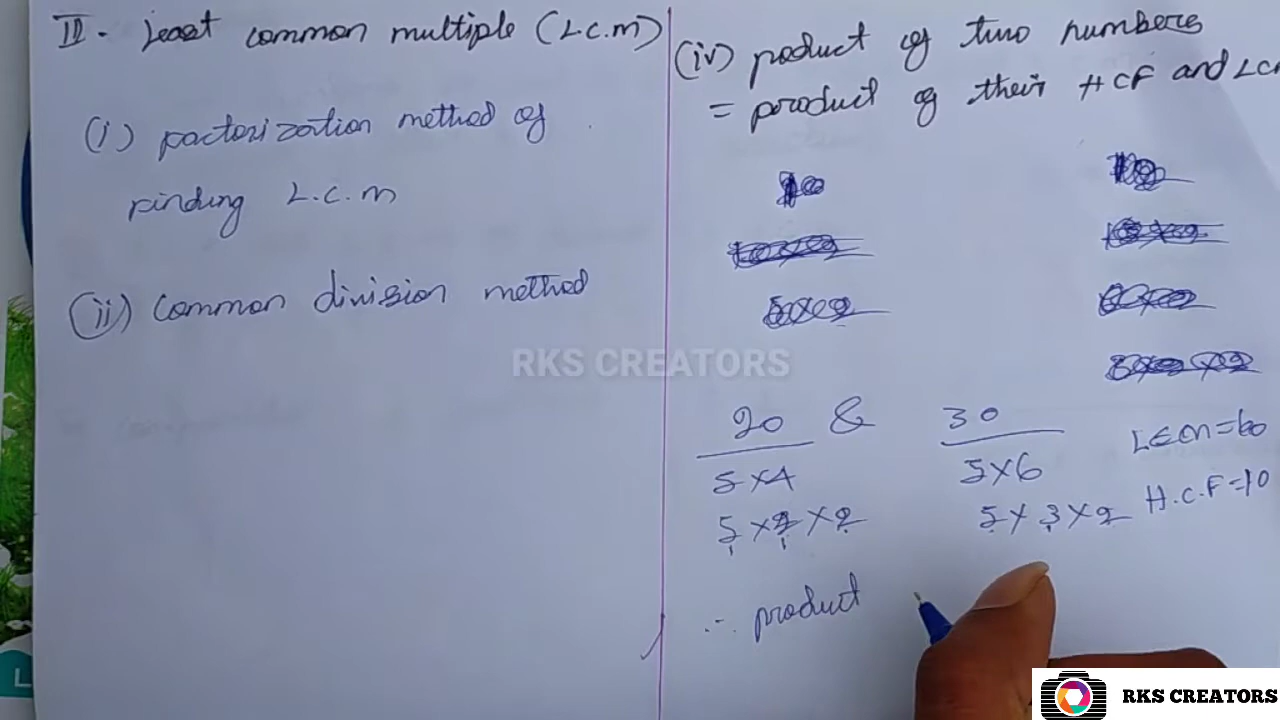 II. Least common multiple (L.C.M)
(i) Factorization method of
Finding L.C.M
(ii) Common division method
(iv) product of two numbers
= product of their HCF and LCM
20 & 30
5×4 5×6
5×2×2 5×3×2
LCM=60
H.C.F=10
∴ product
RKS CREATORS
RKS CREATORS
L